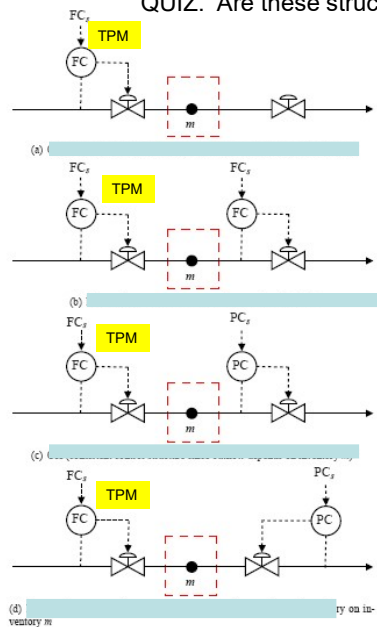 QUIZ. Are these struc
FCs
TPM
FC
m
(a)
FCs
TPM
FCs
FC
FC
m
(b)
FCs
TPM
PCs
FC
PC
m
(c)
FCs
TPM
PCs
FC
PC
m
(d) ry on in-
ventory m